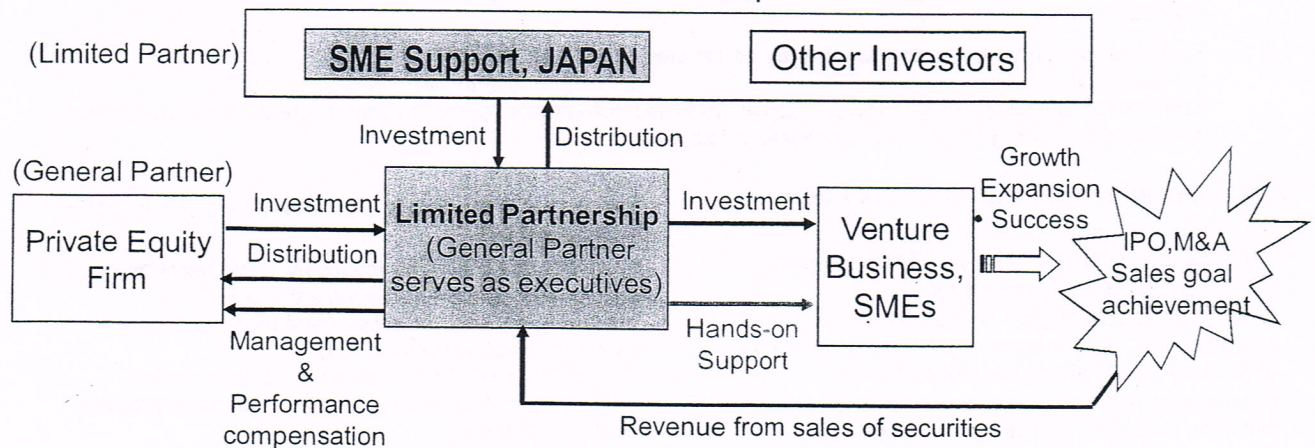 (Limited Partner)
SME Support, JAPAN
Other Investors
Investment
Distribution
(General Partner)
Private Equity
Firm
Investment
Distribution
Management
&
Performance
compensation
Limited Partnership
(General Partner
serves as executives)
Investment
Hands-on
Support
Venture
Business,
SMEs
Growth
Expansion
Success
IPO,M&A
Sales goal
achievement
Revenue from sales of securities